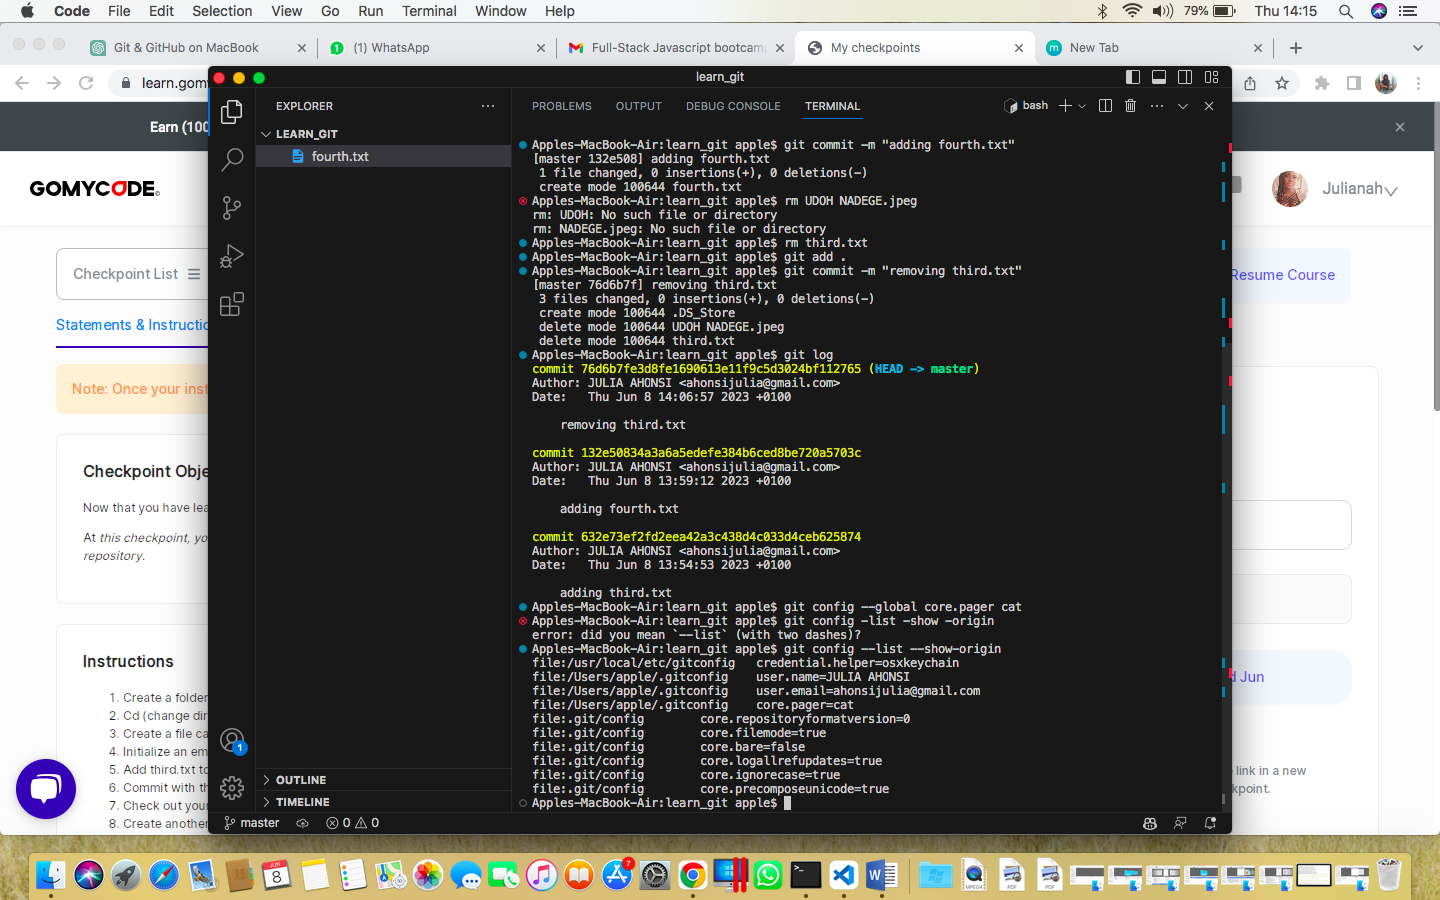 Code File Edit Selection View Go Run Terminal Window Help 79% Thu 14:15
Git & GitHub on MacBook (1) WhatsApp Full-Stack Javascript bootcam My checkpoints New Tab
learn.gom
learn_git
Earn (100
GOMYCODE
Julianah
Checkpoint List
Resume Course
Statements & Instructio
Note: Once your inst
Checkpoint Obje
Now that you have lea
At this checkpoint, yo
repository.
Instructions
1. Create a folder
2. Cd (change dir
3. Create a file ca
4. Initialize an em
5. Add third.txt to
6. Commit with th
7. Check out your
8. Create another
d Jun
e link in a new
kpoint.
EXPLORER
LEARN_GIT
fourth.txt
OUTLINE
TIMELINE
1
PROBLEMS OUTPUT DEBUG CONSOLE TERMINAL bash
Apples-MacBook-Air:learn_git apple$ git commit -m "adding fourth.txt"
[master 132e508] adding fourth.txt
1 file changed, 0 insertions(+), 0 deletions(-)
create mode 100644 fourth.txt
Apples-MacBook-Air:learn_git apple$ rm UDOH NADEGE.jpeg
rm: UDOH: No such file or directory
rm: NADEGE.jpeg: No such file or directory
Apples-MacBook-Air:learn_git apple$ rm third.txt
Apples-MacBook-Air:learn_git apple$ git add .
Apples-MacBook-Air:learn_git apple$ git commit -m "removing third.txt"
[master 76d6b7f] removing third.txt
3 files changed, 0 insertions(+), 0 deletions(-)
create mode 100644 .DS_Store
delete mode 100644 UDOH NADEGE.jpeg
delete mode 100644 third.txt
Apples-MacBook-Air:learn_git apple$ git log
commit 76d6b7fe3d8fe1690613e11f9c5d3024bf112765 (HEAD -> master)
Author: JULIA AHONSI <ahonsijulia@gmail.com>
Date: Thu Jun 8 14:06:57 2023 +0100
removing third.txt
commit 132e50834a3a6a5edefe384b6ced8be720a5703c
Author: JULIA AHONSI <ahonsijulia@gmail.com>
Date: Thu Jun 8 13:59:12 2023 +0100
adding fourth.txt
commit 632e73ef2fd2eea42a3c438d4c033d4ceb625874
Author: JULIA AHONSI <ahonsijulia@gmail.com>
Date: Thu Jun 8 13:54:53 2023 +0100
adding third.txt
Apples-MacBook-Air:learn_git apple$ git config --global core.pager cat
Apples-MacBook-Air:learn_git apple$ git config -list -show -origin
error: did you mean `--list` (with two dashes)?
Apples-MacBook-Air:learn_git apple$ git config --list --show-origin
file:/usr/local/etc/gitconfig credential.helper=osxkeychain
file:/Users/apple/.gitconfig user.name=JULIA AHONSI
file:/Users/apple/.gitconfig user.email=ahonsijulia@gmail.com
file:/Users/apple/.gitconfig core.pager=cat
file:.git/config core.repositoryformatversion=0
file:.git/config core.filemode=true
file:.git/config core.bare=false
file:.git/config core.logallrefupdates=true
file:.git/config core.ignorecase=true
file:.git/config core.precomposeunicode=true
Apples-MacBook-Air:learn_git apple$
master 0 0
JUN
8
7
MPEG4
PDF
PDF